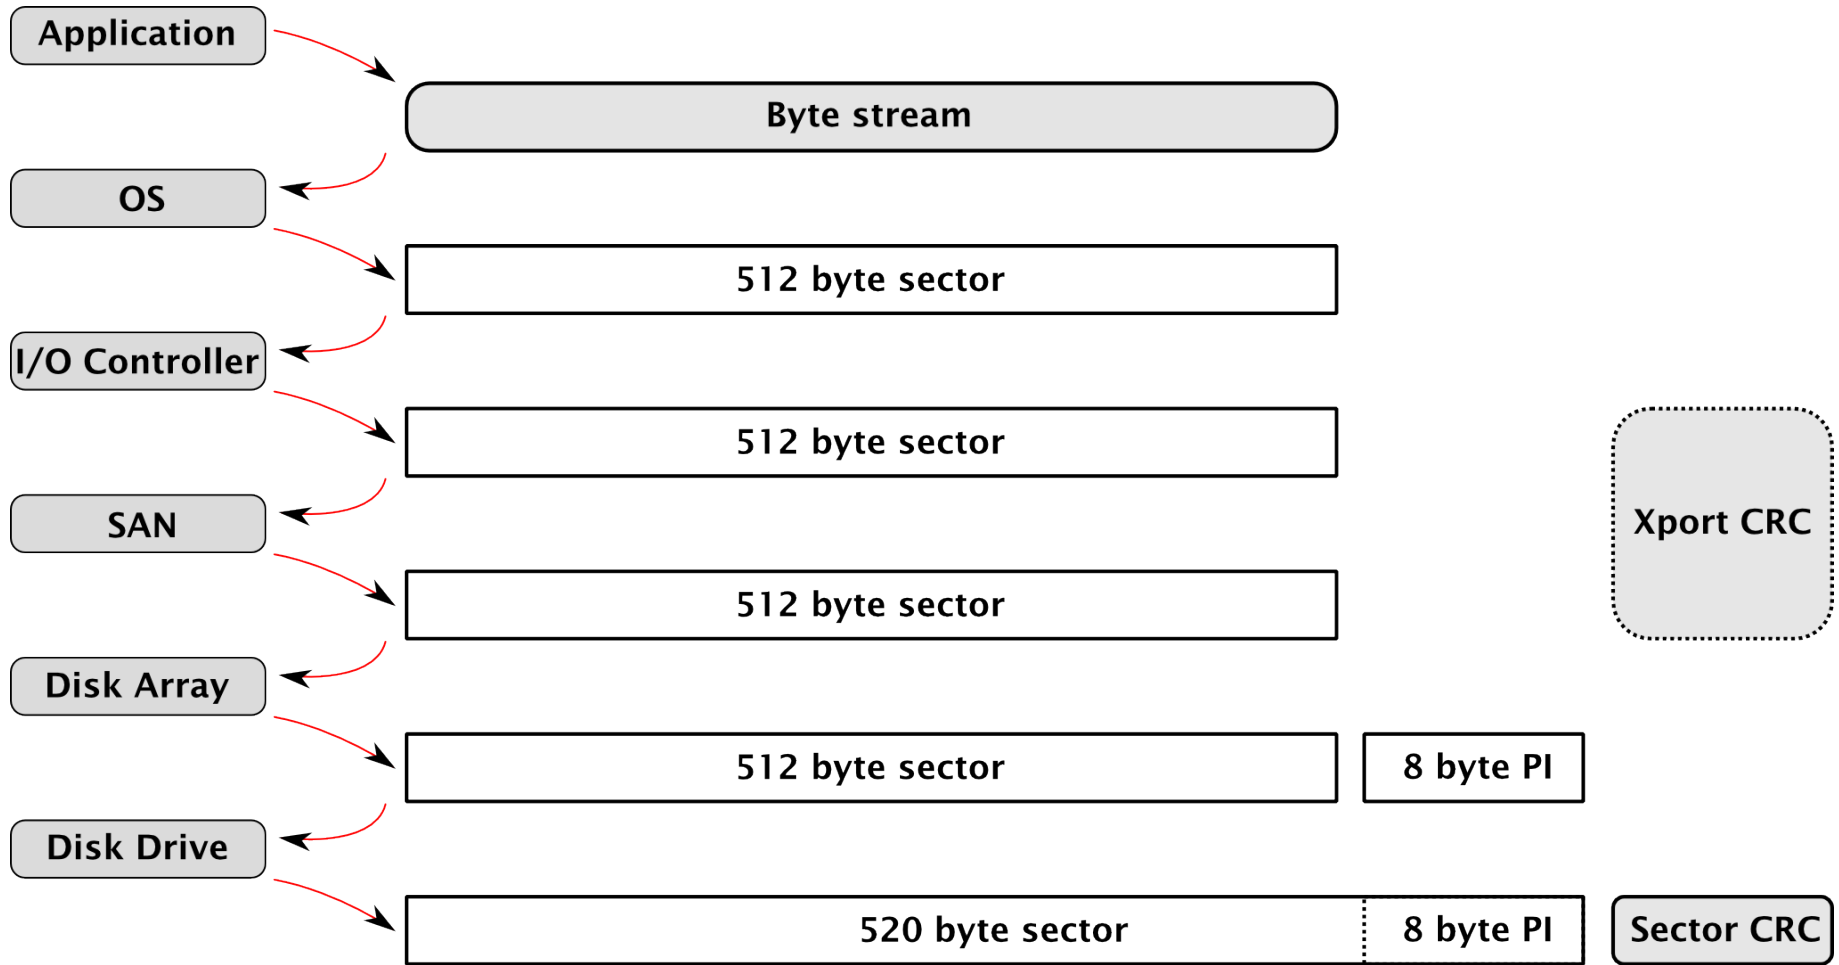 Application
Byte stream
OS
512 byte sector
I/O Controller
512 byte sector
SAN
Xport CRC
512 byte sector
Disk Array
512 byte sector
8 byte PI
Disk Drive
520 byte sector
8 byte PI
Sector CRC